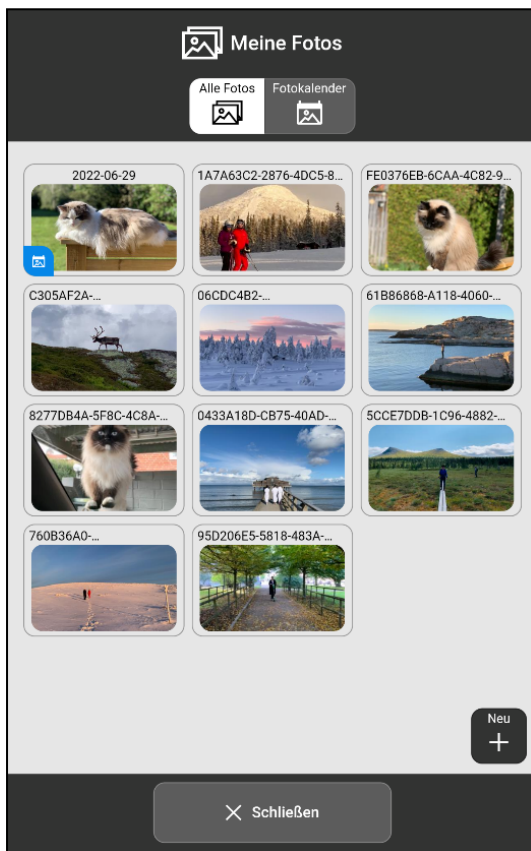 Meine Fotos
Alle Fotos
Fotokalender
2022-06-29
1A7A63C2-2876-4DC5-8...
FE0376EB-6CAA-4C82-9...
C305AF2A-...
06CDC4B2-...
61B86868-A118-4060-...
8277DB4A-5F8C-4C8A-...
0433A18D-CB75-40AD-...
5CCE7DDB-1C96-4882-...
760B36A0-...
95D206E5-5818-483A-...
Neu
Schließen